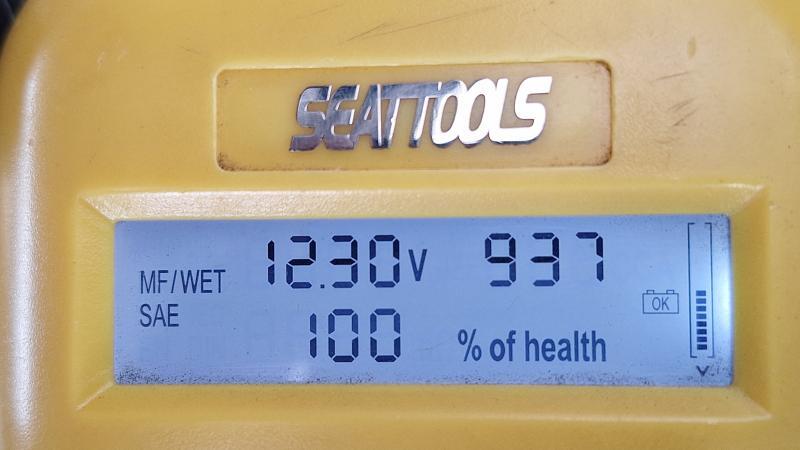 SEATTOOLS
MF/WET 12.30V 937
SAE
OK
100 % of health